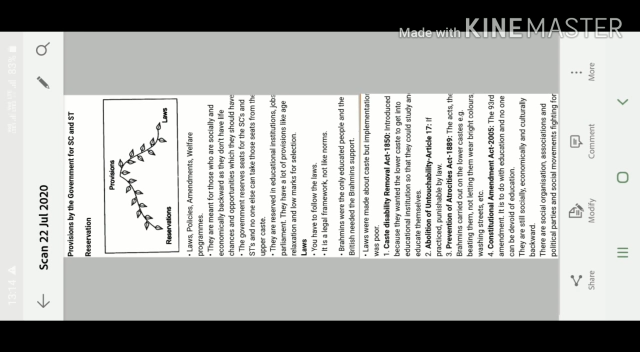 Made with KINEMASTER
13:14
Scan 22 Jul 2020
Provisions by the Government for SC and ST
Reservation
Provisions
Reservations
Laws
• Laws, Policies, Amendments, Welfare
programmes.
• They are meant for those who are socially and
economically backward as they don't have life
chances and opportunities which they should have
• The government reserves seats for the SC's and
ST's and no one else can take those seats from the
upper caste.
• They are reserved in educational institutions, jobs
parliament. They have a lot of provisions like age
relaxation and low marks for selection.
Laws
• You have to follow the laws.
• It is a legal framework, not like norms.
• Brahmins were the only educated people and the
British needed the Brahmins support.
• Laws were made about caste but implementation
was poor.
1. Caste disability Removal Act-1850: Introduced
because they wanted the lower caste to get into
educational institution so that they could study an
educate themselves.
2. Abolition of Untouchability-Article 17: If
practiced, punishable by law.
3. Prevention of Atrocities Act-1989: The acts, the
Brahmins carried out on the lower castes e.g.
beating them, not letting them wear bright colours
washing streets, etc.
4. Constitutional Amendment Act-2005: The 93rd
amendment. It is to do with education and no one
can be devoid of education.
They are still socially, economically and culturally
backward.
There are social organisation, associations and
political parties and social movements fighting for
Share
Modify
Comment
More